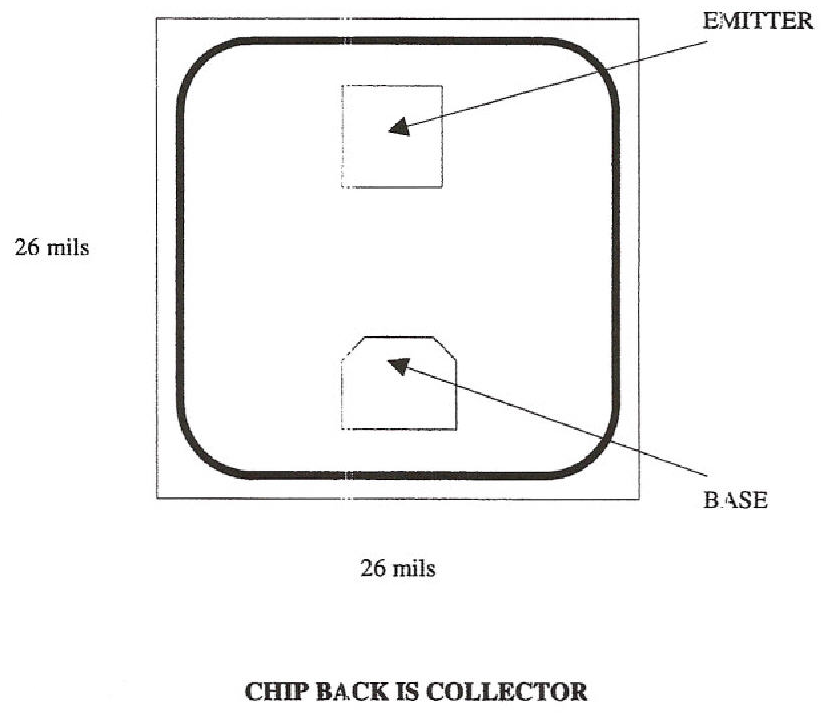 EMITTER
26 mils
BASE
26 mils
CHIP BACK IS COLLECTOR